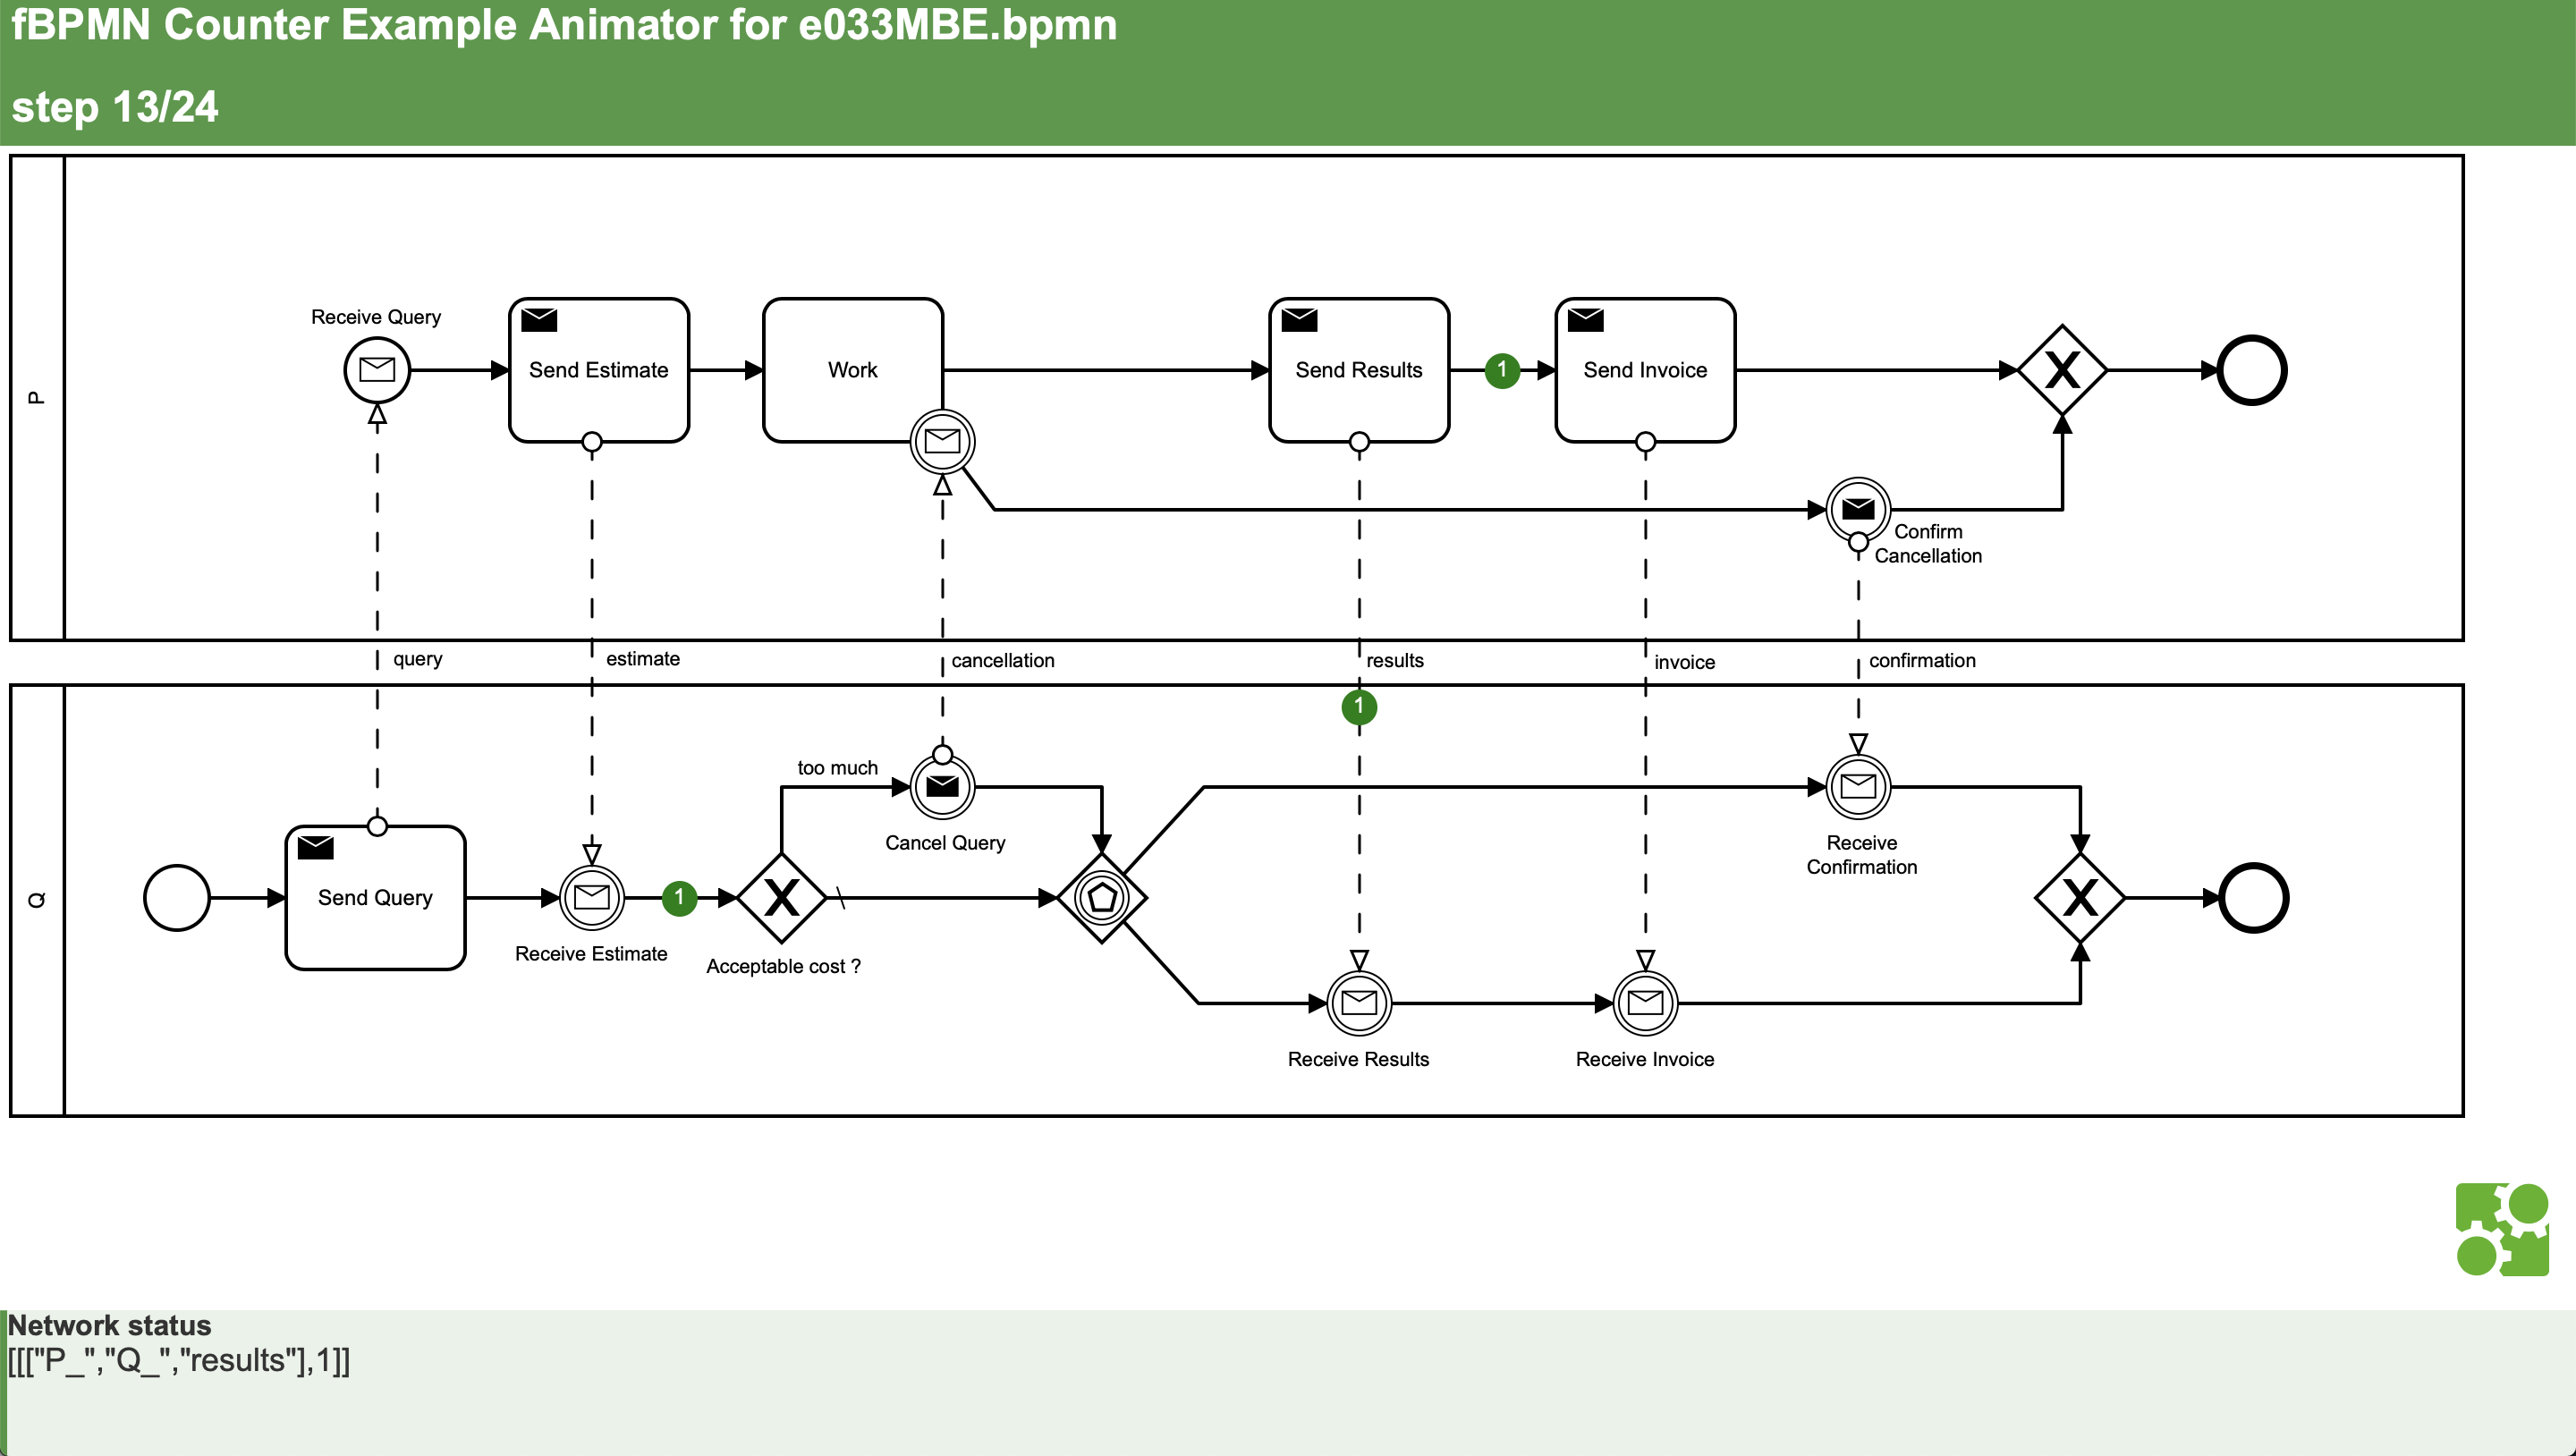 fBPMN Counter Example Animator for e033MBE.bpmn
step 13/24
P
Receive Query
Send Estimate
Work
Send Results
1
Send Invoice
X
Confirm
Cancellation
query
estimate
cancellation
results
invoice
confirmation
Q
1
too much
Cancel Query
Receive
Confirmation
Send Query
1
X
X
Receive Estimate
Acceptable cost ?
Receive Results
Receive Invoice
Network status
[[["P_","Q_","results"],1]]